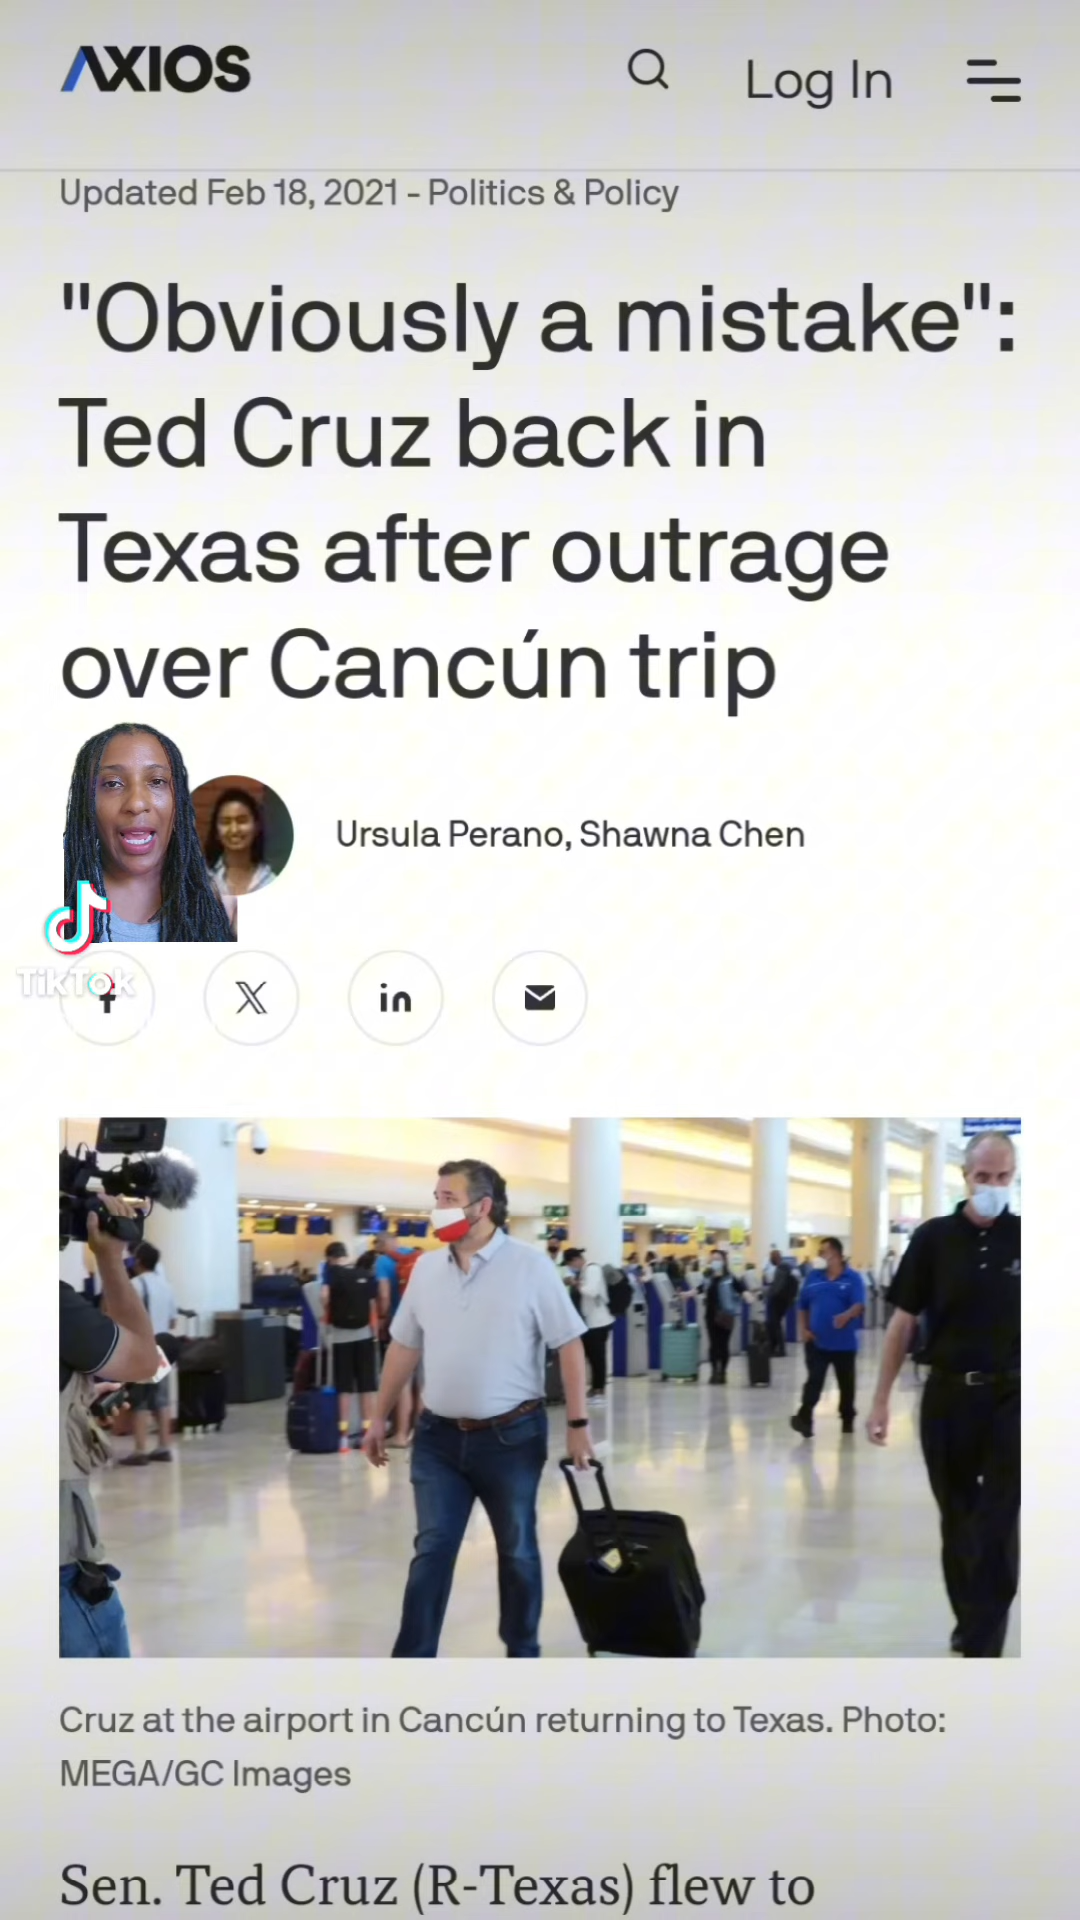 AXIOS
Log In
Updated Feb 18, 2021 - Politics & Policy
"Obviously a mistake":
Ted Cruz back in
Texas after outrage
over Cancún trip
Ursula Perano, Shawna Chen
TikTok
Cruz at the airport in Cancún returning to Texas. Photo:
MEGA/GC Images
Sen. Ted Cruz (R-Texas) flew to